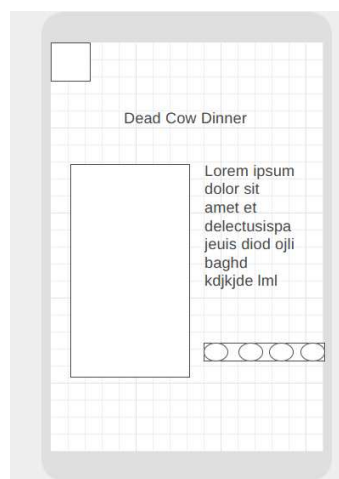 Dead Cow Dinner
Lorem ipsum
dolor sit
amet et
delectusispa
jeuis diod ojli
baghd
kdjkjde lml